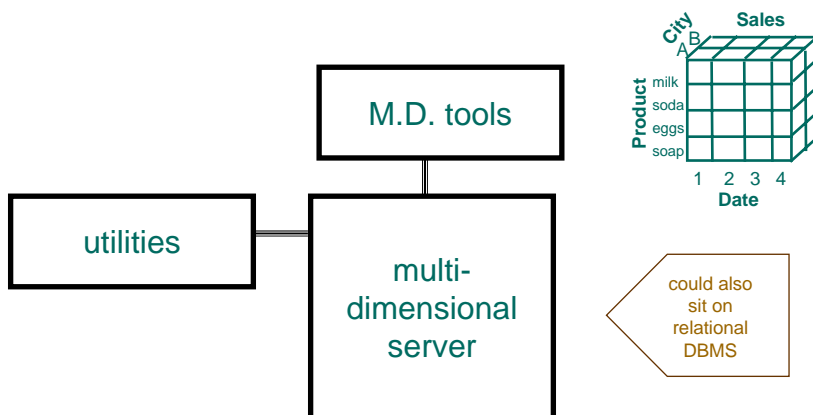 M.D. tools
utilities
multi-
dimensional
server
City
Sales
A
B
Product
milk
soda
eggs
soap
1 2 3 4
Date
could also
sit on
relational
DBMS